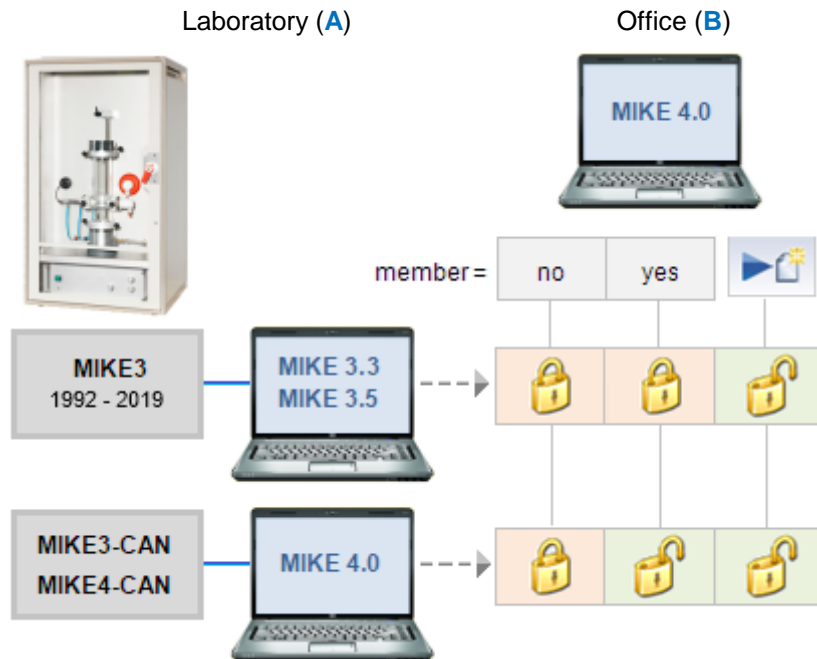 Laboratory (A)
Office (B)
MIKE 4.0
member =
no
yes
MIKE3
1992 - 2019
MIKE 3.3
MIKE 3.5
MIKE3-CAN
MIKE4-CAN
MIKE 4.0